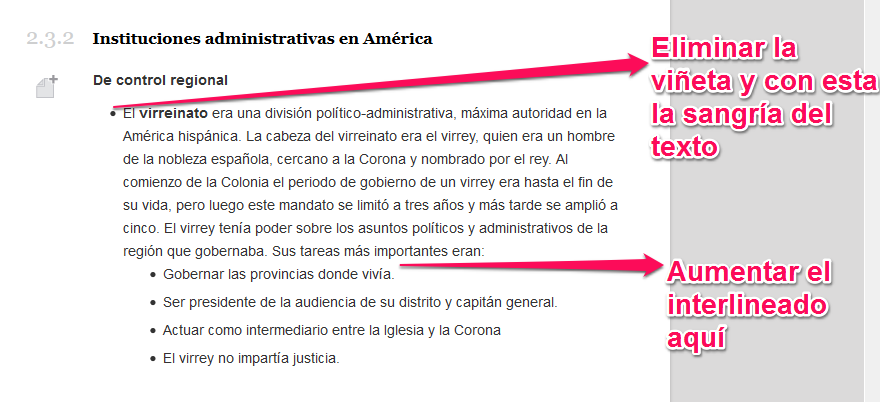 2.3.2 Instituciones administrativas en América
De control regional
• El virreinato era una división político-administrativa, máxima autoridad en la
América hispánica. La cabeza del virreinato era el virrey, quien era un hombre
de la nobleza española, cercano a la Corona y nombrado por el rey. Al
comienzo de la Colonia el periodo de gobierno de un virrey era hasta el fin de
su vida, pero luego este mandato se limitó a tres años y más tarde se amplió a
cinco. El virrey tenía poder sobre los asuntos políticos y administrativos de la
región que gobernaba. Sus tareas más importantes eran:
• Gobernar las provincias donde vivía.
• Ser presidente de la audiencia de su distrito y capitán general.
• Actuar como intermediario entre la Iglesia y la Corona
• El virrey no impartía justicia.
Eliminar la
viñeta y con esta
la sangría del
texto
Aumentar el
interlineado
aquí